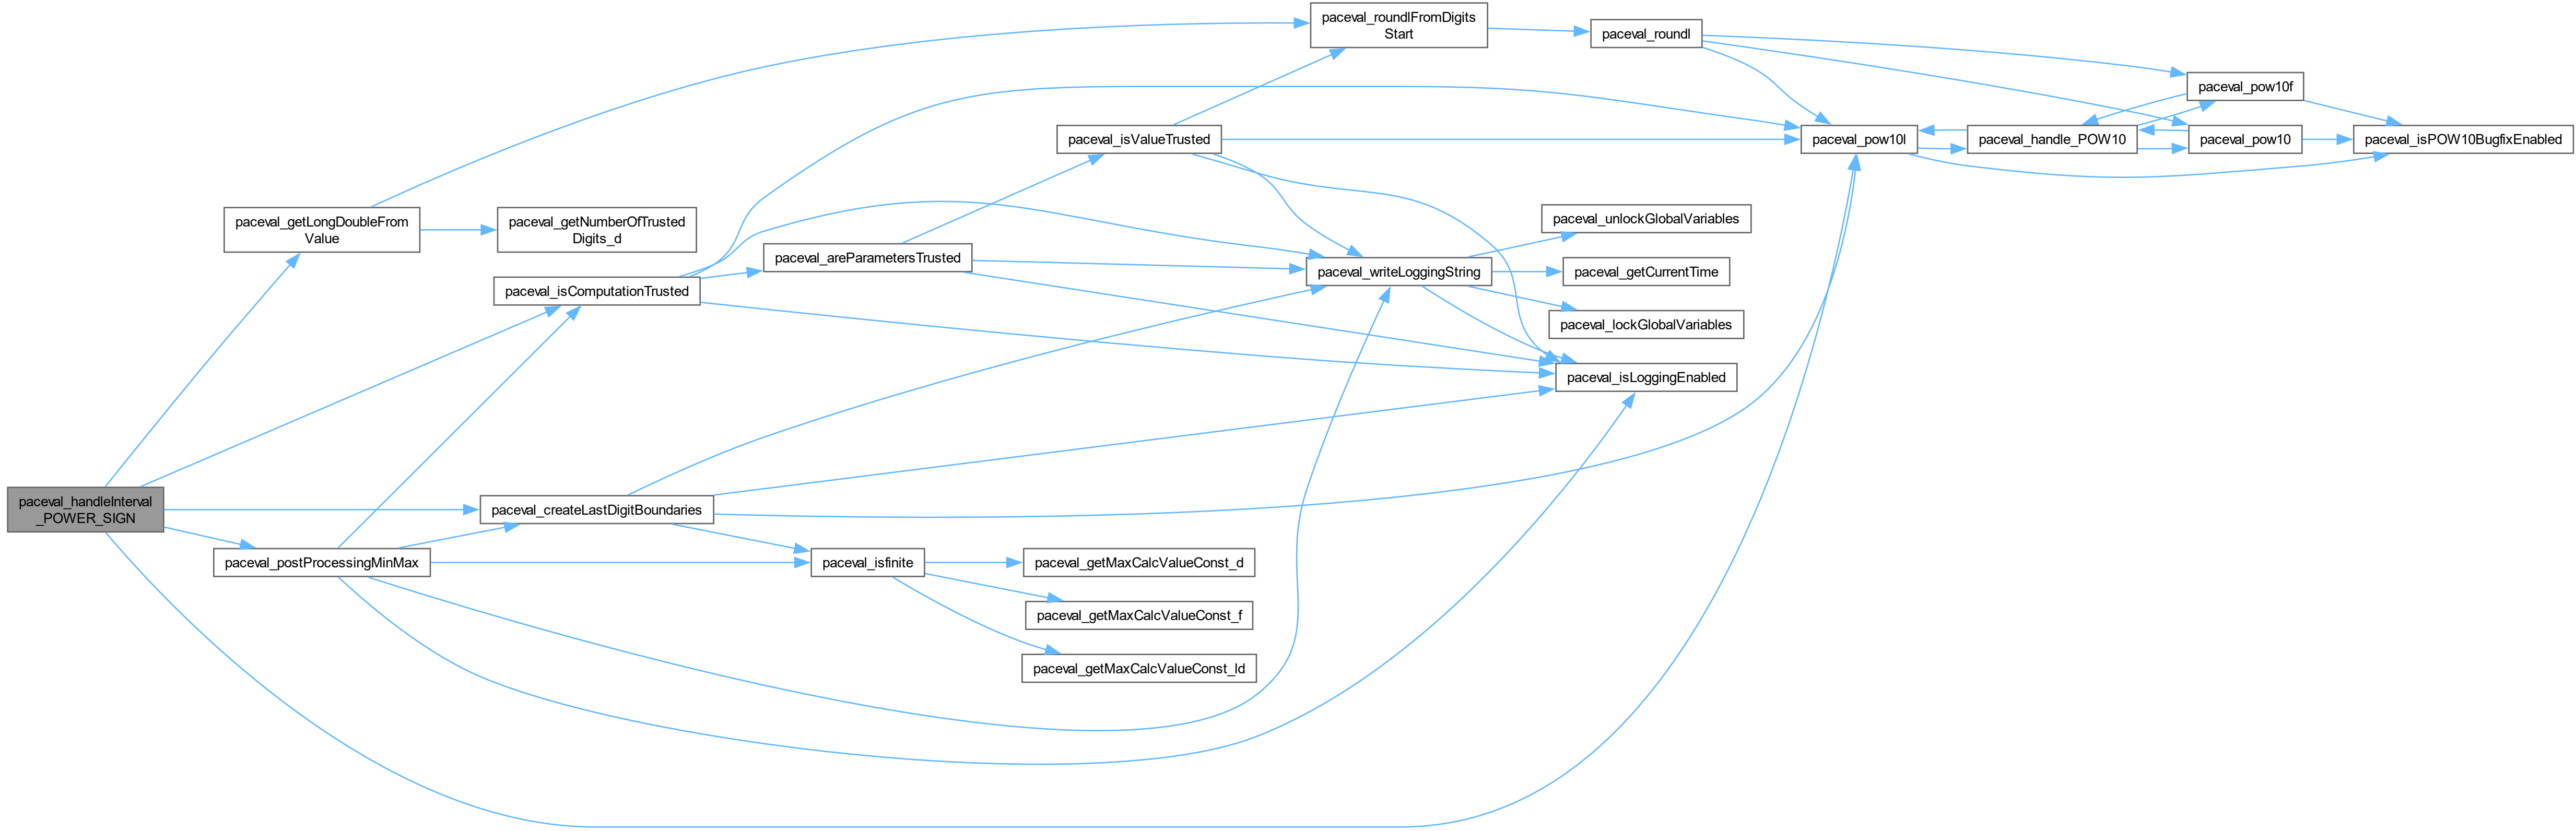 paceval_handleInterval
_POWER_SIGN
paceval_getLongDoubleFrom
Value
paceval_postProcessingMinMax
paceval_getNumberOfTrusted
Digits_d
paceval_isComputationTrusted
paceval_createLastDigitBoundaries
paceval_areParametersTrusted
paceval_isfinite
paceval_isValueTrusted
paceval_getMaxCalcValueConst_d
paceval_getMaxCalcValueConst_f
paceval_getMaxCalcValueConst_ld
paceval_roundlFromDigits
Start
paceval_writeLoggingString
paceval_roundl
paceval_unlockGlobalVariables
paceval_getCurrentTime
paceval_lockGlobalVariables
paceval_isLoggingEnabled
paceval_pow10l
paceval_handle_POW10
paceval_pow10f
paceval_pow10
paceval_isPOW10BugfixEnabled